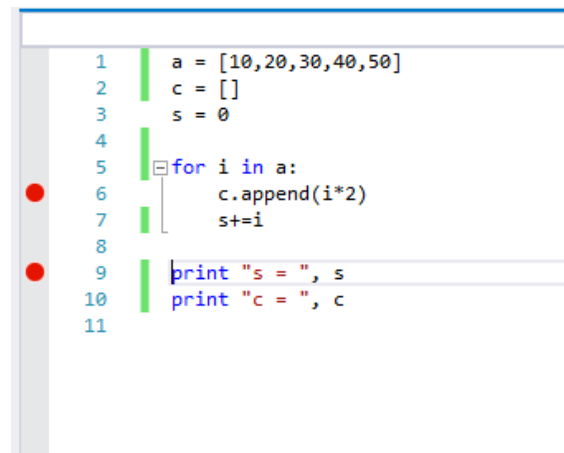 1 a = [10,20,30,40,50]
2 c = []
3 s = 0
4
5 for i in a:
6     c.append(i*2)
7     s+=i
8
9 print "s = ", s
10 print "c = ", c
11